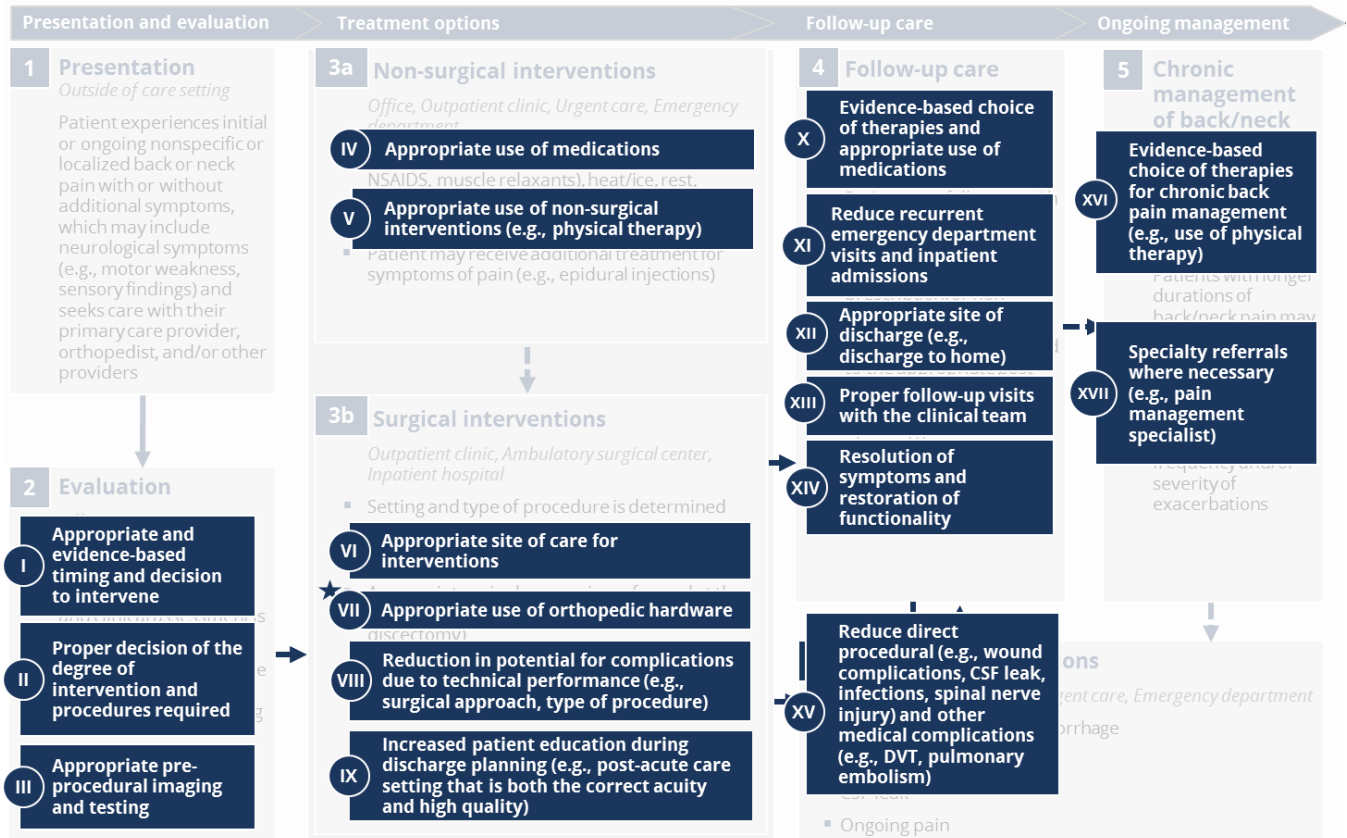 Presentation and evaluation
Treatment options
Follow-up care
Ongoing management
1
Presentation
Outside of care setting
Patient experiences initial
or ongoing nonspecific or
localized back or neck
pain with or without
additional symptoms,
which may include
neurological symptoms
(e.g., motor weakness,
sensory findings) and
seeks care with their
primary care provider,
orthopedist, and/or other
providers
2
Evaluation
I
Appropriate and
evidence-based
timing and decision
to intervene
II
Proper decision of the
degree of
intervention and
procedures required
III
Appropriate pre-
procedural imaging
and testing
3a
Non-surgical interventions
Office, Outpatient clinic, Urgent care, Emergency
department
IV
Appropriate use of medications
NSAIDS, muscle relaxants), heat/ice, rest,
V
Appropriate use of non-surgical
interventions (e.g., physical therapy)
Patient may receive additional treatment for
symptoms of pain (e.g., epidural injections)
3b
Surgical interventions
Outpatient clinic, Ambulatory surgical center,
Inpatient hospital
Setting and type of procedure is determined
VI
Appropriate site of care for
interventions
VII
Appropriate use of orthopedic hardware
discectomy)
VIII
Reduction in potential for complications
due to technical performance (e.g.,
surgical approach, type of procedure)
IX
Increased patient education during
discharge planning (e.g., post-acute care
setting that is both the correct acuity
and high quality)
4
Follow-up care
X
Evidence-based choice
of therapies and
appropriate use of
medications
XI
Reduce recurrent
emergency department
visits and inpatient
admissions
XII
Appropriate site of
discharge (e.g.,
discharge to home)
XIII
Proper follow-up visits
with the clinical team
XIV
Resolution of
symptoms and
restoration of
functionality
XV
Reduce direct
procedural (e.g., wound
complications, CSF leak,
infections, spinal nerve
injury) and other
medical complications
(e.g., DVT, pulmonary
embolism)
care, Emergency department
CSF leak
Ongoing pain
5
Chronic
management
of back/neck
XVI
Evidence-based
choice of therapies
for chronic back
pain management
(e.g., use of physical
therapy)
Patients with longer
durations of
back/neck pain may
XVII
Specialty referrals
where necessary
(e.g., pain
management
specialist)
frequency and/or
severity of
exacerbations